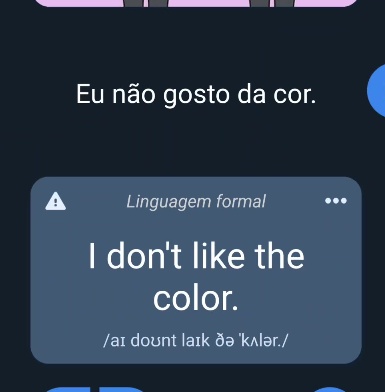 Eu não gosto da cor.
Linguagem formal
I don't like the
color.
/aɪ doʊnt laɪk ðə ˈkʌlər./